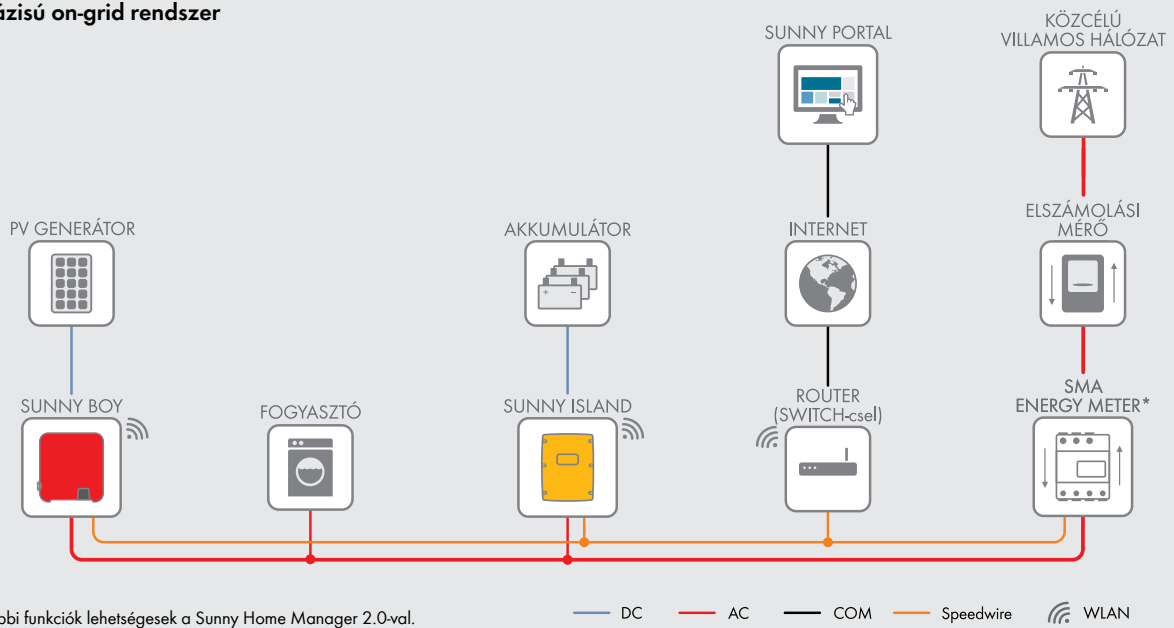 ázisú on-grid rendszer
SUNNY PORTAL
KÖZCÉLÚ
VILLAMOS HÁLÓZAT
PV GENERÁTOR
AKKUMULÁTOR
INTERNET
ELSZÁMOLÁSI
MÉRŐ
SUNNY BOY
FOGYASZTÓ
SUNNY ISLAND
ROUTER
(SWITCH-csel)
SMA
ENERGY METER*
bbi funkciók lehetségesek a Sunny Home Manager 2.0-val.
DC
AC
COM
Speedwire
WLAN